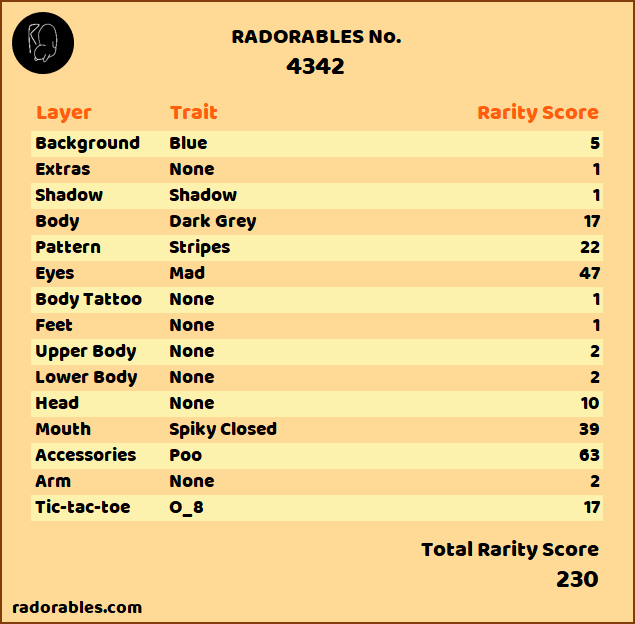 RADORABLES No.
4342
Layer Trait Rarity Score
Background Blue 5
Extras None 1
Shadow Shadow 1
Body Dark Grey 17
Pattern Stripes 22
Eyes Mad 47
Body Tattoo None 1
Feet None 1
Upper Body None 2
Lower Body None 2
Head None 10
Mouth Spiky Closed 39
Accessories Poo 63
Arm None 2
Tic-tac-toe O_8 17
Total Rarity Score
230
radorables.com